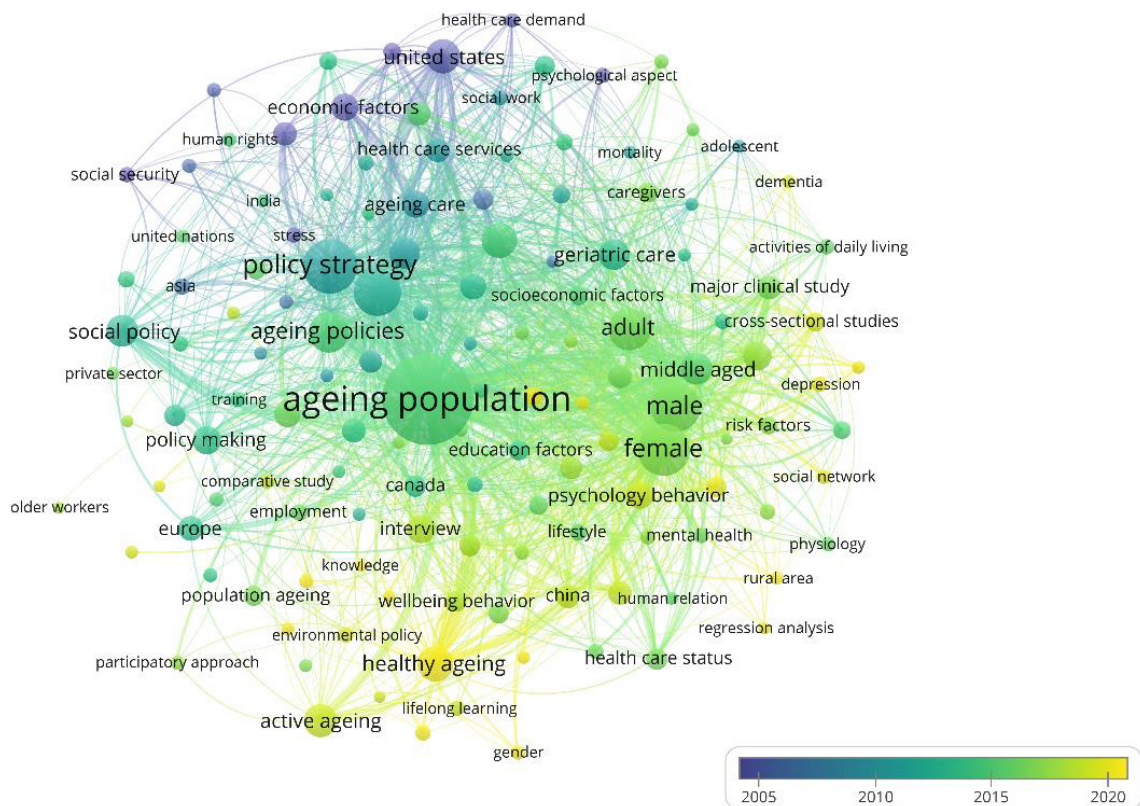 health care demand
united states
psychological aspect
social work
economic factors
human rights
health care services
mortality
adolescent
social security
dementia
india
ageing care
caregivers
united nations
stress
activities of daily living
policy strategy
geriatric care
asia
socioeconomic factors
major clinical study
social policy
ageing policies
adult
cross-sectional studies
private sector
middle aged
depression
training
ageing population
male
policy making
education factors
female
risk factors
comparative study
canada
psychology behavior
social network
older workers
employment
europe
interview
lifestyle
mental health
physiology
knowledge
rural area
population ageing
wellbeing behavior
china
human relation
environmental policy
regression analysis
participatory approach
healthy ageing
health care status
active ageing
lifelong learning
gender
2005
2010
2015
2020